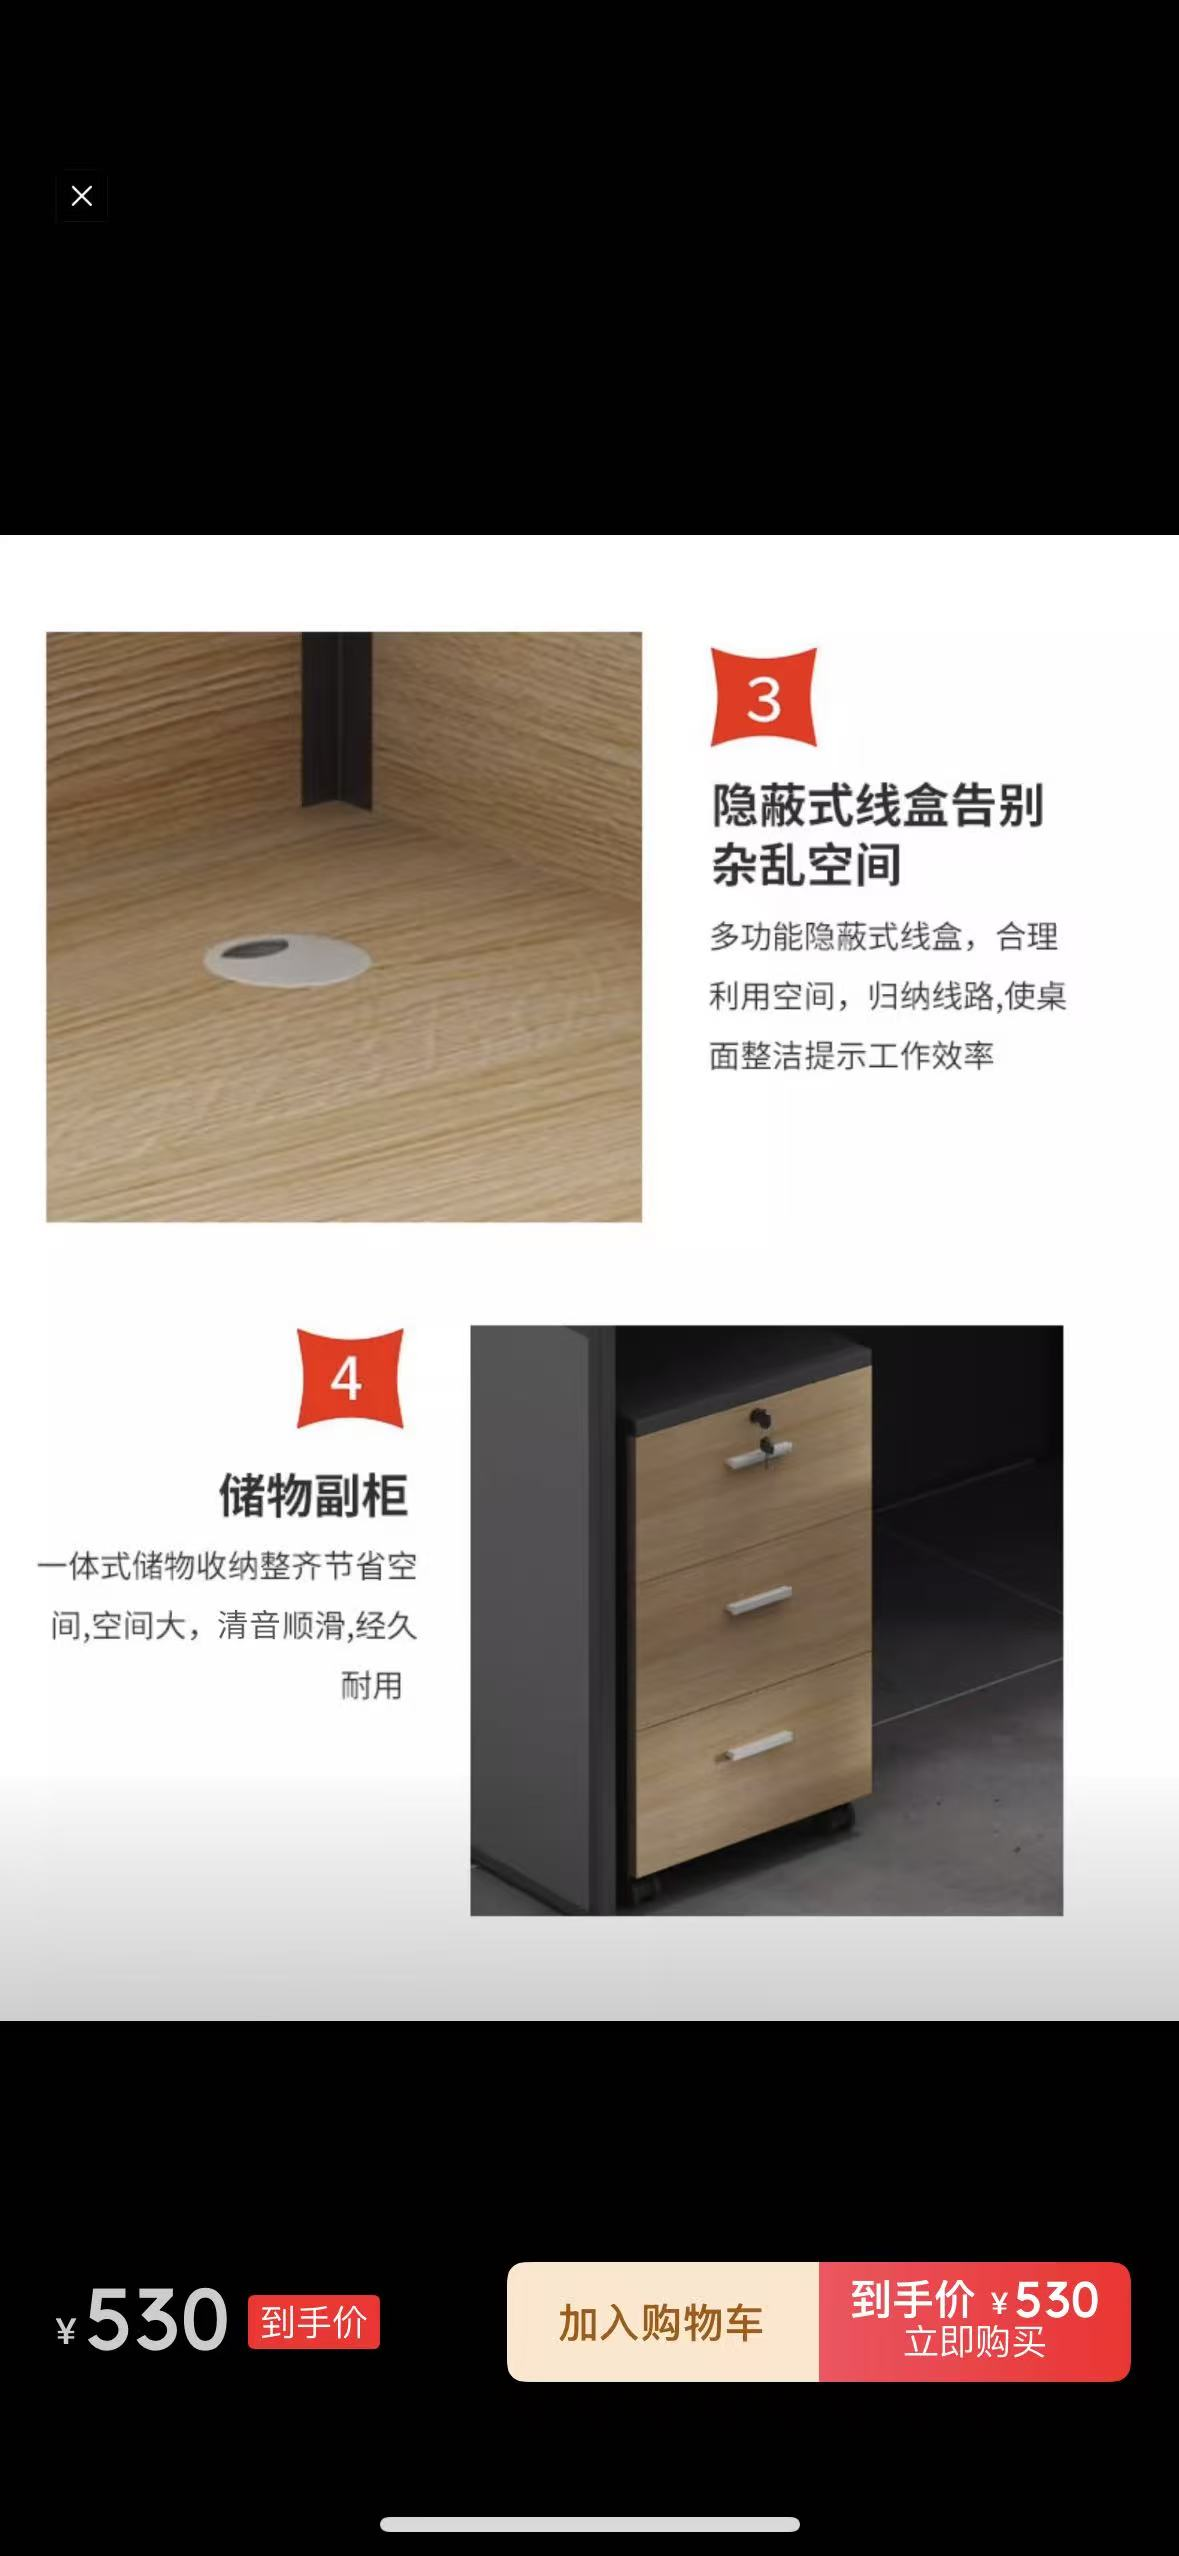 3
隐蔽式线盒告别
杂乱空间
多功能隐蔽式线盒，合理
利用空间，归纳线路,使桌
面整洁提示工作效率
4
储物副柜
一体式储物收纳整齐节省空
间,空间大，清音顺滑,经久
耐用
¥530 到手价
加入购物车
到手价 ¥530
立即购买